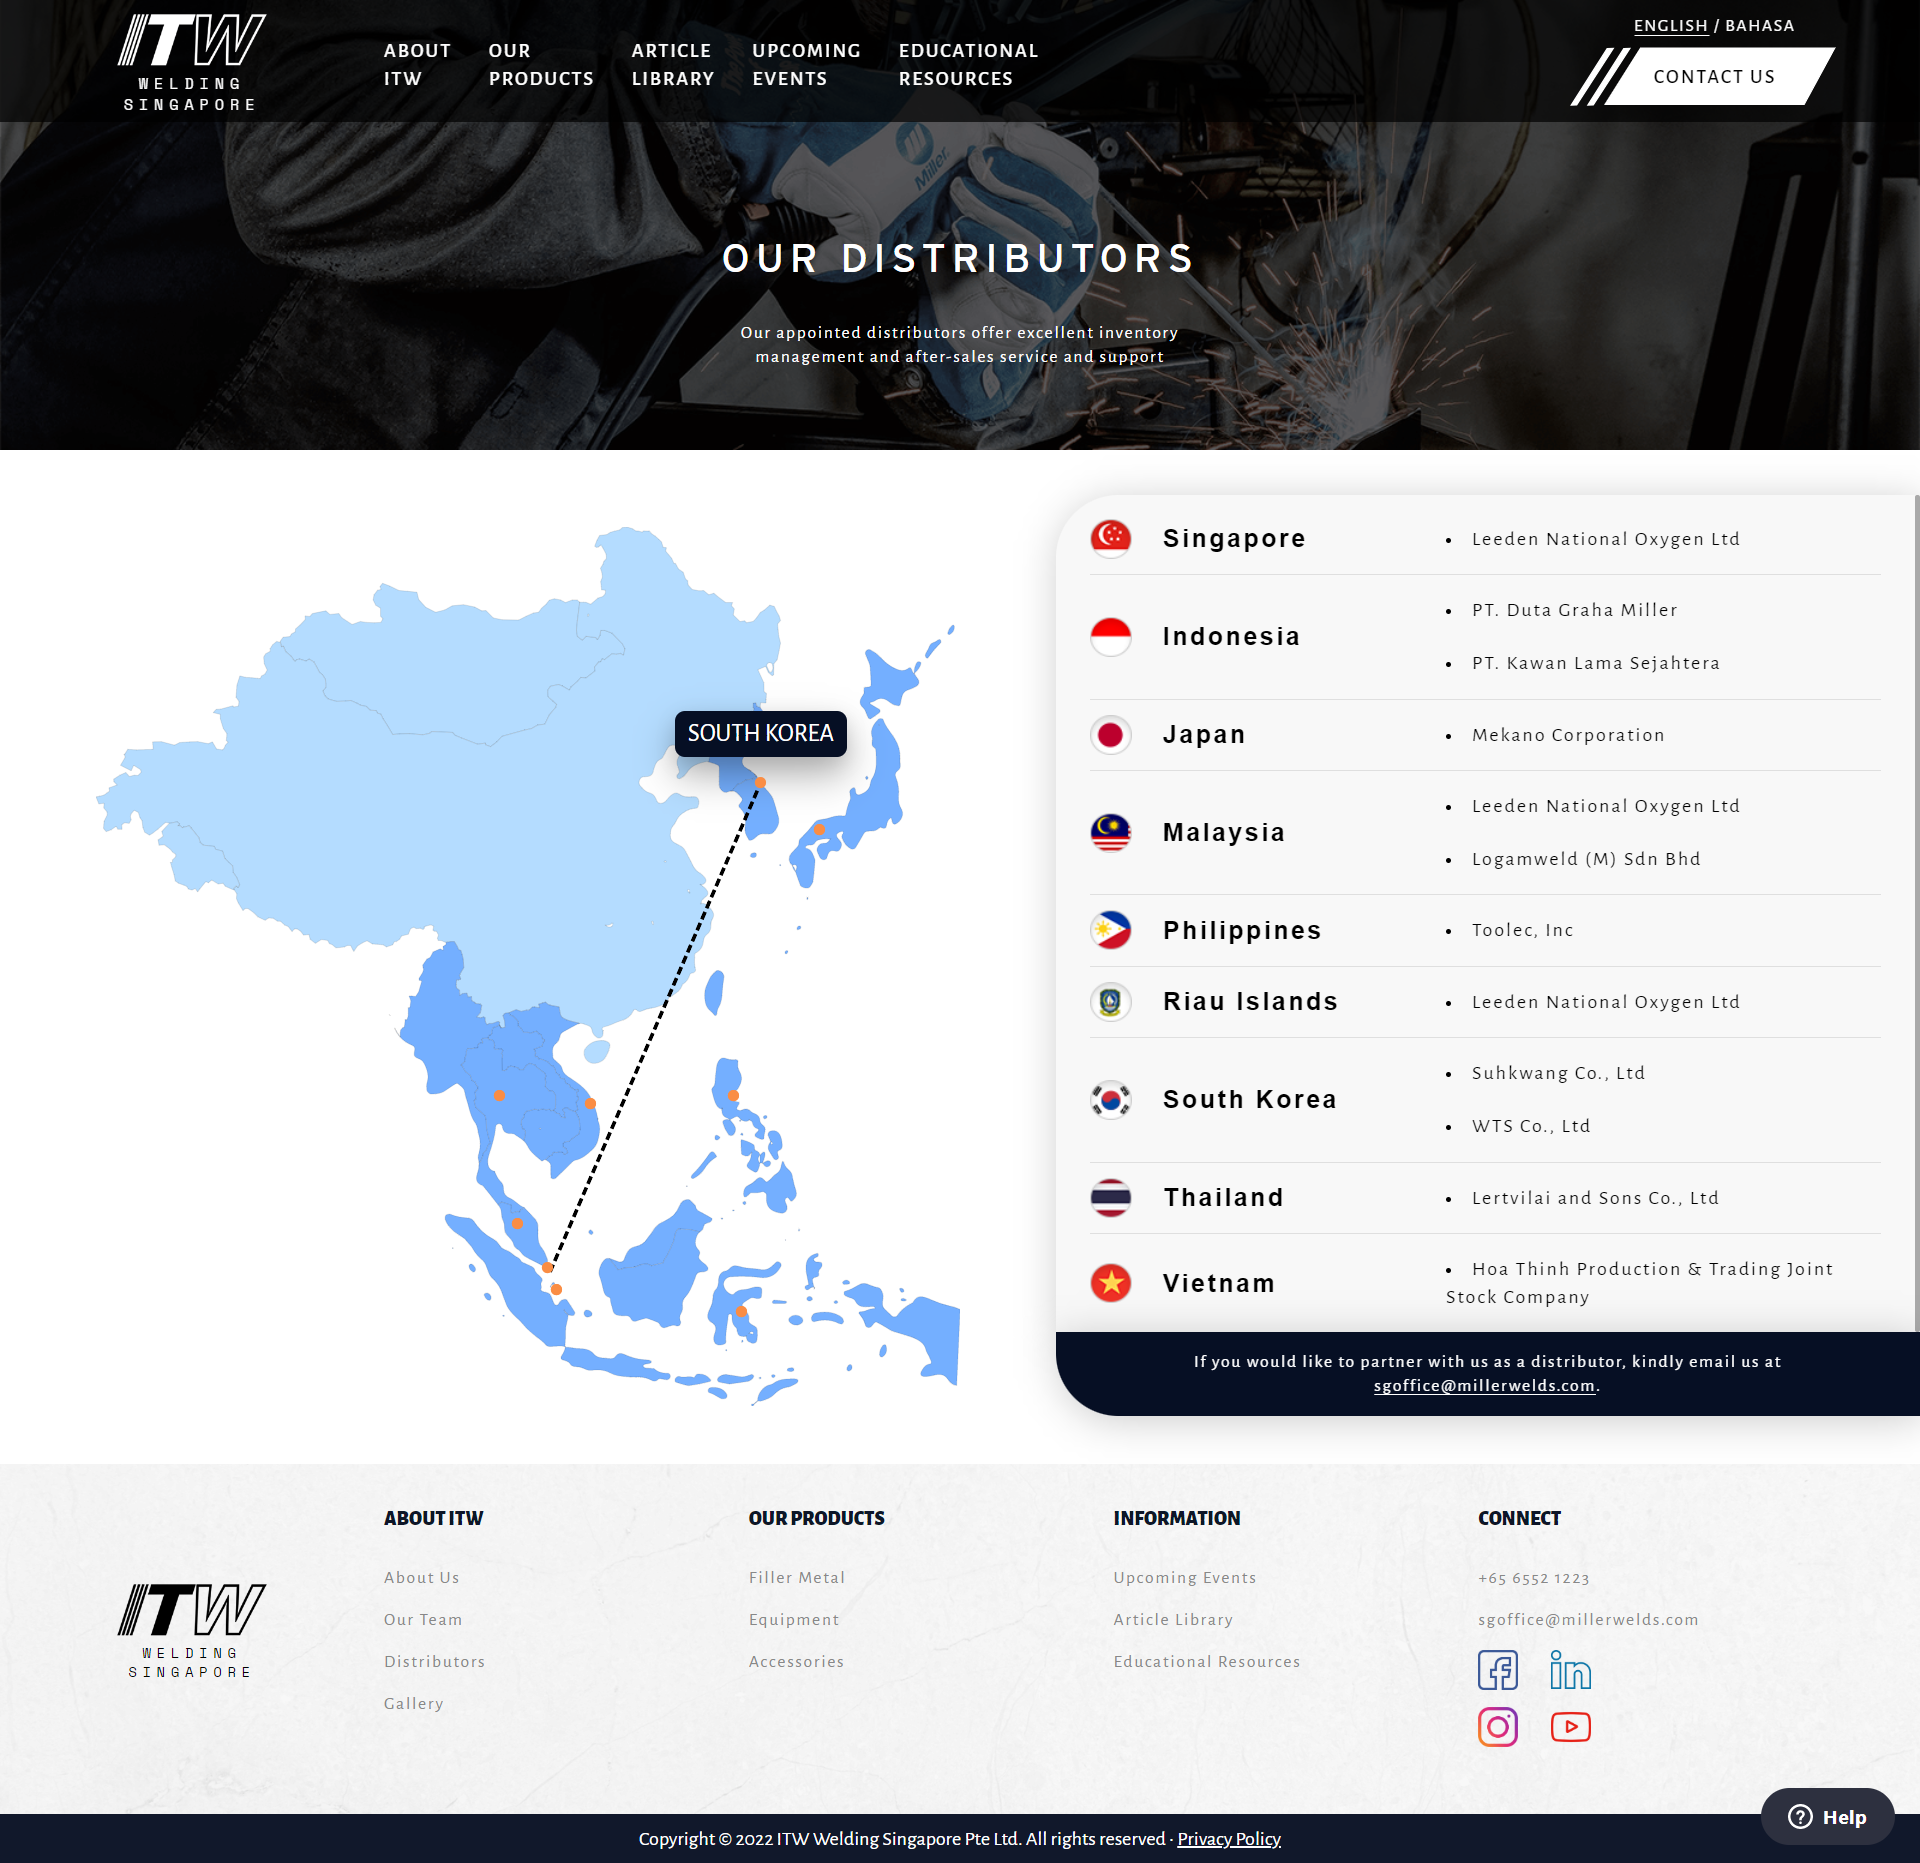 ITW
WELDING
SINGAPORE
ABOUT ITW
OUR PRODUCTS
ARTICLE LIBRARY
UPCOMING EVENTS
EDUCATIONAL RESOURCES
ENGLISH / BAHASA
CONTACT US
Miller.
OUR DISTRIBUTORS
Our appointed distributors offer excellent inventory
management and after-sales service and support
SOUTH KOREA
Singapore
• Leeden National Oxygen Ltd
Indonesia
• PT. Duta Graha Miller
• PT. Kawan Lama Sejahtera
Japan
• Mekano Corporation
Malaysia
• Leeden National Oxygen Ltd
• Logamweld (M) Sdn Bhd
Philippines
• Toolec, Inc
Riau Islands
• Leeden National Oxygen Ltd
South Korea
• Suhkwang Co., Ltd
• WTS Co., Ltd
Thailand
• Lertvilai and Sons Co., Ltd
Vietnam
• Hoa Thinh Production & Trading Joint
Stock Company
If you would like to partner with us as a distributor, kindly email us at
sgoffice@millerwelds.com.
ITW
WELDING
SINGAPORE
ABOUT ITW
About Us
Our Team
Distributors
Gallery
OUR PRODUCTS
Filler Metal
Equipment
Accessories
INFORMATION
Upcoming Events
Article Library
Educational Resources
CONNECT
+65 6552 1223
sgoffice@millerwelds.com
Help
Copyright © 2022 ITW Welding Singapore Pte Ltd. All rights reserved · Privacy Policy